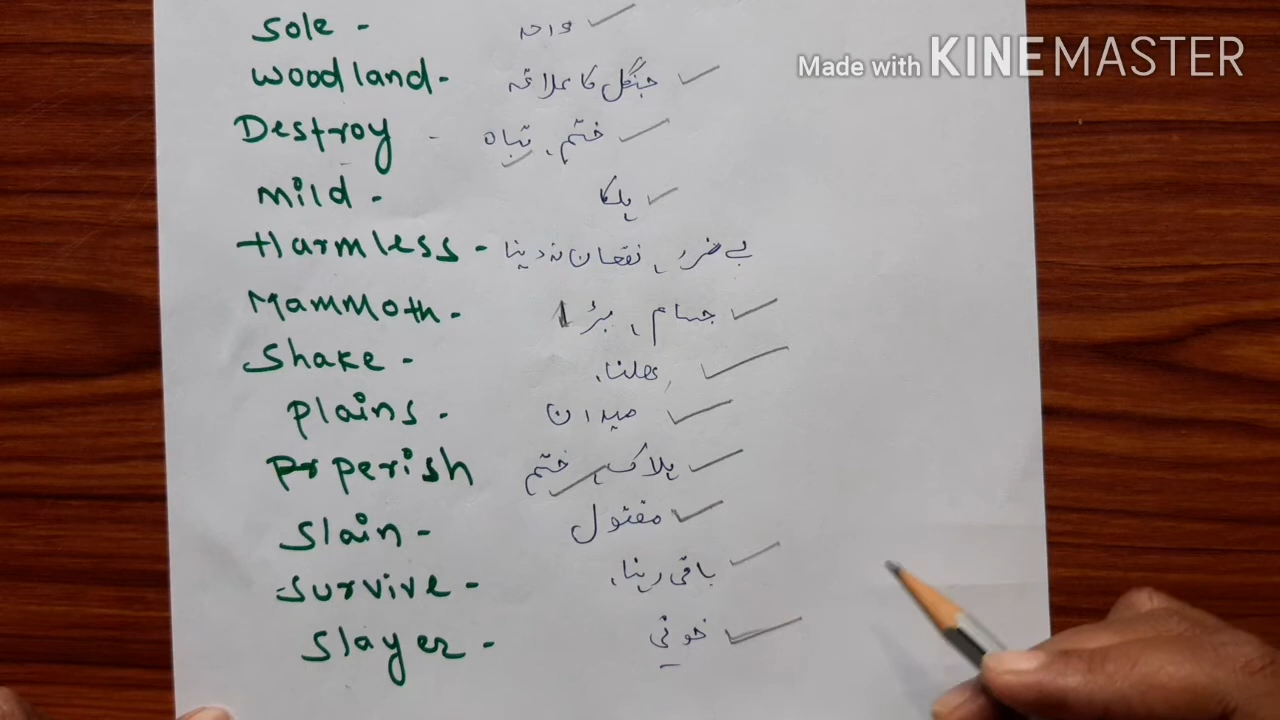 Sole - واحد
Made with KINEMASTER
Woodland - جنگل کا علاقہ
Destroy - ختم، تباہ
Mild - ہلکا
Harmless - بے ضرر، نقصان نہ دینا
Mammoth - جسام، بڑا
Shake -
Plains - میدان
Pr perish ہلاک، ختم
Slain - مقتول
Survive - باقی رہنا،
Slayer - خونی